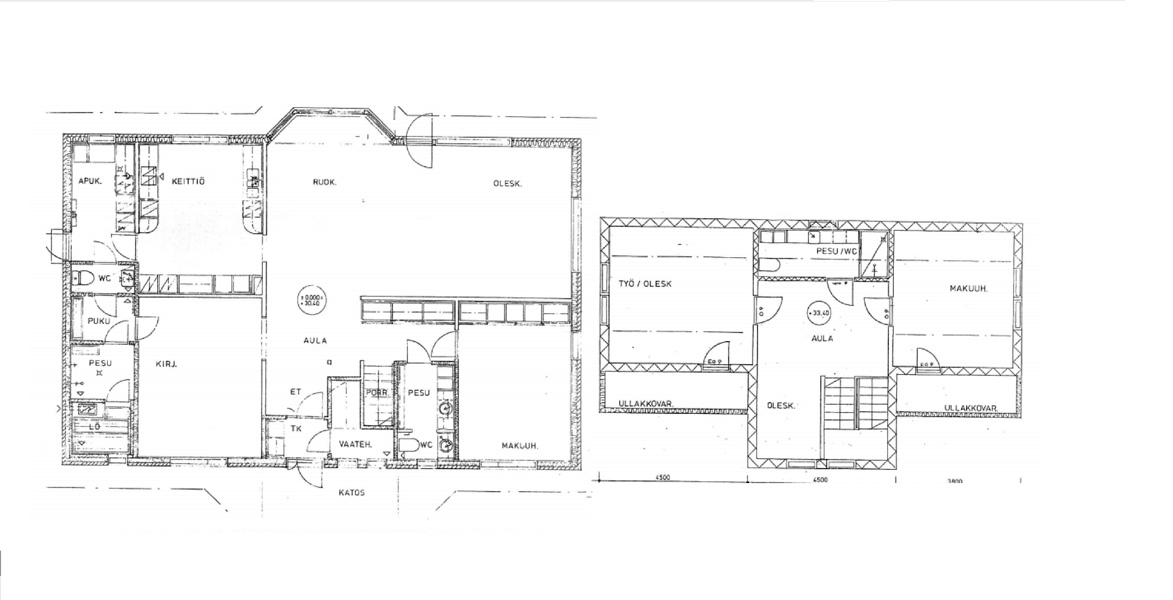 APUK.
KEITTIÖ
RUOK.
OLESK.
WC
PUKU
± 0.000 =
+ 30.40
AULA
PESU
KIRJ.
ET
PORR.
PESU
LÖ
TK
VAATEH.
WC
MAKUUH.
KATOS
PESU/WC
TYÖ / OLESK
MAKUUH.
+ 33.40
AULA
ULLAKKOVAR.
OLESK.
ULLAKKOVAR.
4500
4500
3800